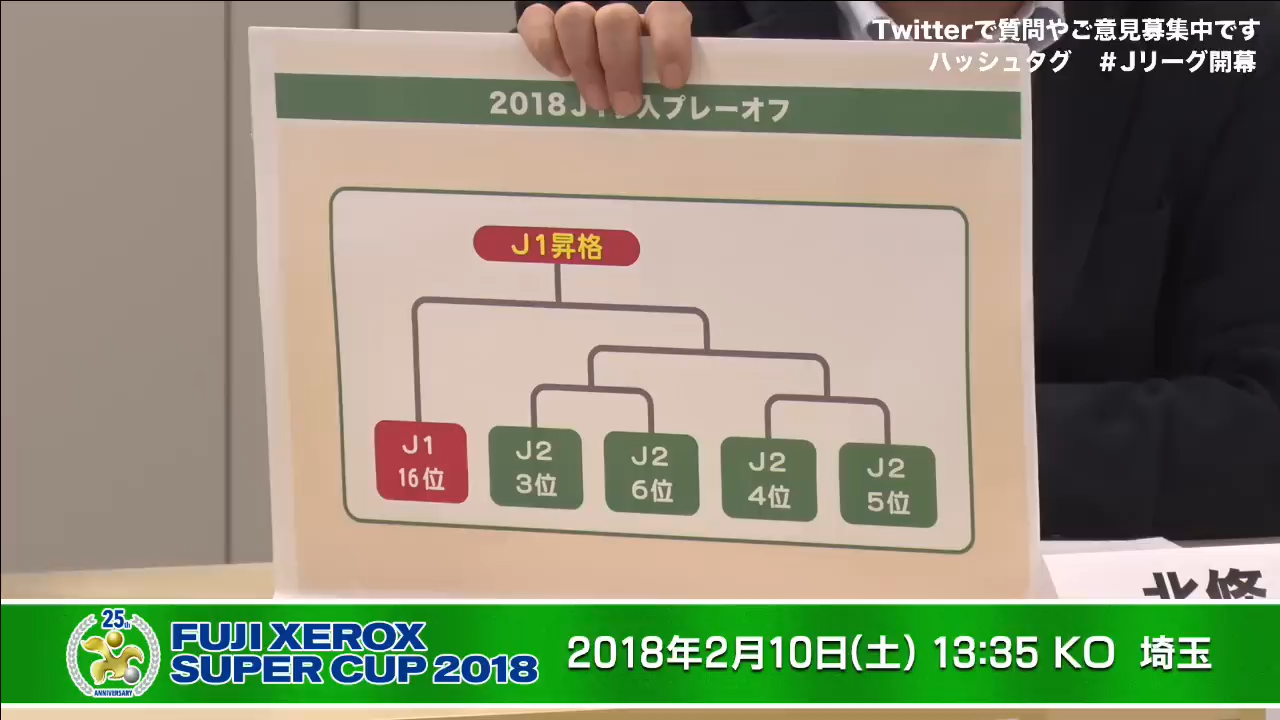 Twitterで質問やご意見募集中です
ハッシュタグ #Jリーグ開幕
2018J1 入プレーオフ
J1昇格
J1
16位
J2
3位
J2
6位
J2
4位
J2
5位
25th
ANNIVERSARY
FUJI XEROX
SUPER CUP 2018
2018年2月10日(土) 13:35 KO 埼玉